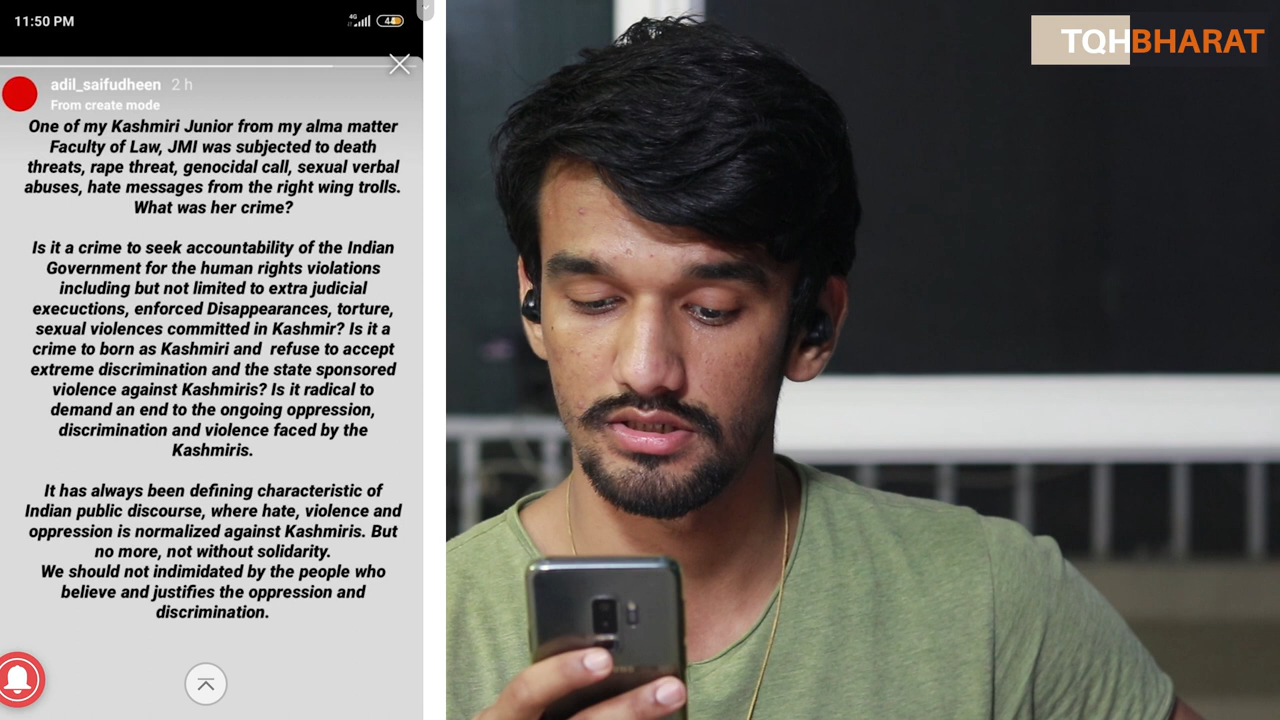 11:50 PM
4G
44
adil_saifudheen 2 h
From create mode
One of my Kashmiri Junior from my alma matter
Faculty of Law, JMI was subjected to death
threats, rape threat, genocidal call, sexual verbal
abuses, hate messages from the right wing trolls.
What was her crime?
Is it a crime to seek accountability of the Indian
Government for the human rights violations
including but not limited to extra judicial
execuctions, enforced Disappearances, torture,
sexual violences committed in Kashmir? Is it a
crime to born as Kashmiri and refuse to accept
extreme discrimination and the state sponsored
violence against Kashmiris? Is it radical to
demand an end to the ongoing oppression,
discrimination and violence faced by the
Kashmiris.
It has always been defining characteristic of
Indian public discourse, where hate, violence and
oppression is normalized against Kashmiris. But
no more, not without solidarity.
We should not indimidated by the people who
believe and justifies the oppression and
discrimination.
TQHBHARAT